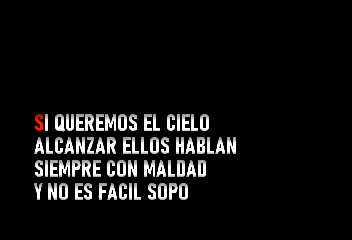 SI QUEREMOS EL CIELO
ALCANZAR ELLOS HABLAN
SIEMPRE CON MALDAD
Y NO ES FACIL SOPO